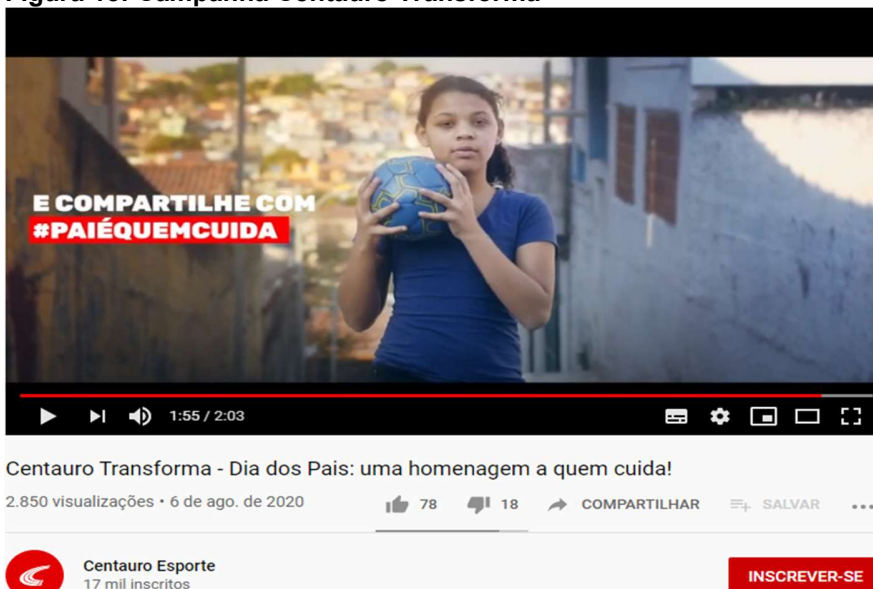 Figura 10: Campanha Centauro Transforma
E COMPARTILHE COM
#PAIÉQUEMCUIDA
1:55 / 2:03
Centauro Transforma - Dia dos Pais: uma homenagem a quem cuida!
2.850 visualizações • 6 de ago. de 2020
78
18
COMPARTILHAR
SALVAR
Centauro Esporte
17 mil inscritos
INSCREVER-SE